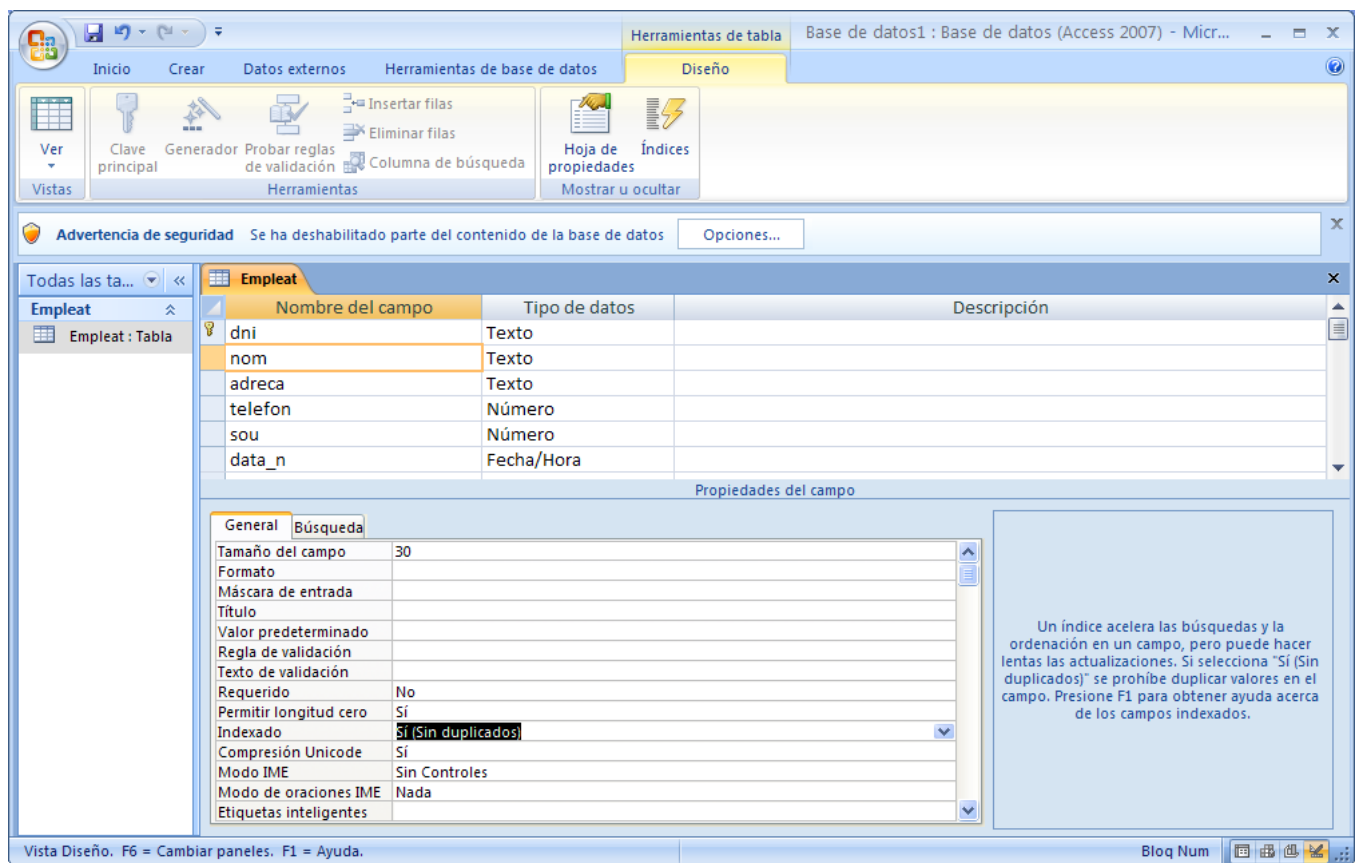 Herramientas de tabla
Base de datos1 : Base de datos (Access 2007) - Micr...
Inicio
Crear
Datos externos
Herramientas de base de datos
Diseño
Ver
Clave
principal
Generador
Probar reglas
de validación
Insertar filas
Eliminar filas
Columna de búsqueda
Hoja de
propiedades
Índices
Vistas
Herramientas
Mostrar u ocultar
Advertencia de seguridad Se ha deshabilitado parte del contenido de la base de datos
Opciones...
Todas las ta...
Empleat
Empleat : Tabla
Empleat
Nombre del campo Tipo de datos Descripción
dni Texto
nom Texto
adreca Texto
telefon Número
sou Número
data_n Fecha/Hora
Propiedades del campo
General Búsqueda
Tamaño del campo 30
Formato
Máscara de entrada
Título
Valor predeterminado
Regla de validación
Texto de validación
Requerido No
Permitir longitud cero Sí
Indexado Sí (Sin duplicados)
Compresión Unicode Sí
Modo IME Sin Controles
Modo de oraciones IME Nada
Etiquetas inteligentes
Un índice acelera las búsquedas y la
ordenación en un campo, pero puede hacer
lentas las actualizaciones. Si selecciona "Sí (Sin
duplicados)" se prohíbe duplicar valores en el
campo. Presione F1 para obtener ayuda acerca
de los campos indexados.
Vista Diseño. F6 = Cambiar paneles. F1 = Ayuda.
Bloq Num